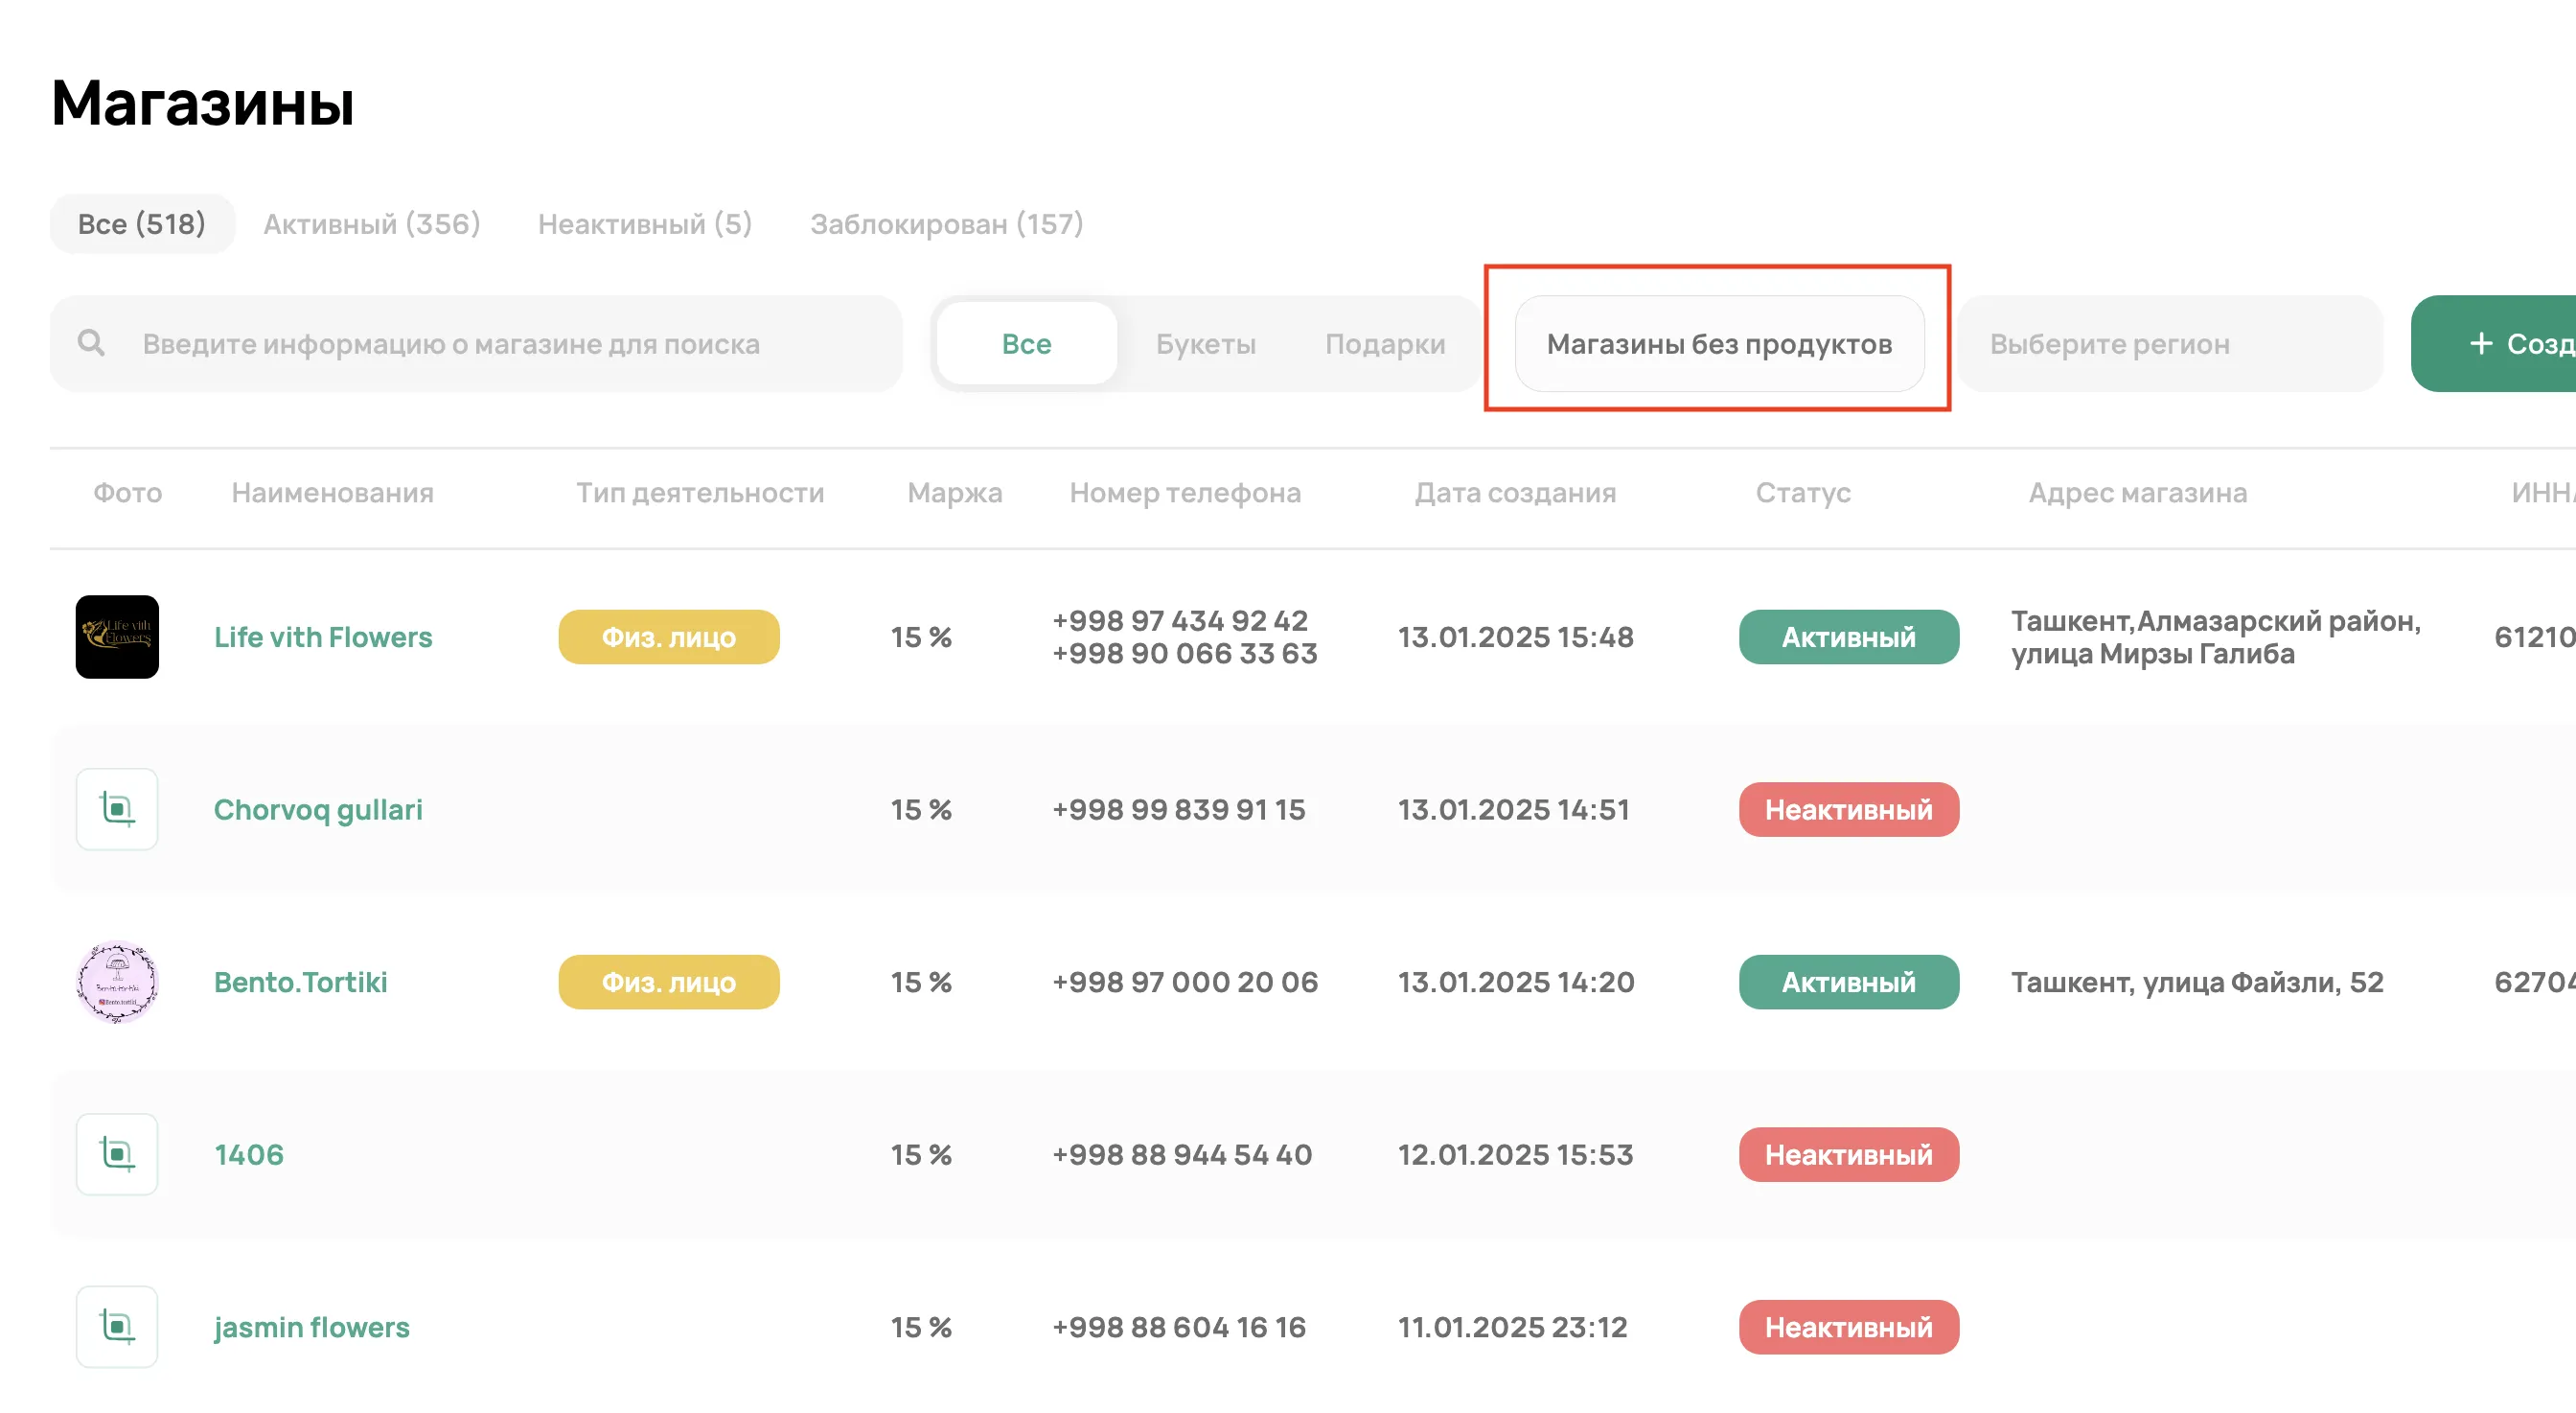 Магазины
Все (518) Активный (356) Неактивный (5) Заблокирован (157)
Введите информацию о магазине для поиска Все Букеты Подарки Магазины без продуктов Выберите регион + Созд
Фото Наименования Тип деятельности Маржа Номер телефона Дата создания Статус Адрес магазина ИНН/
Life vith Flowers Life vith Flowers Физ. лицо 15 % +998 97 434 92 42 13.01.2025 15:48 Активный Ташкент,Алмазарский район, 61210
+998 90 066 33 63 улица Мирзы Галиба
Chorvoq gullari 15 % +998 99 839 91 15 13.01.2025 14:51 Неактивный
Bento.Tortiki Физ. лицо 15 % +998 97 000 20 06 13.01.2025 14:20 Активный Ташкент, улица Файзли, 52 62704
1406 15 % +998 88 944 54 40 12.01.2025 15:53 Неактивный
jasmin flowers 15 % +998 88 604 16 16 11.01.2025 23:12 Неактивный